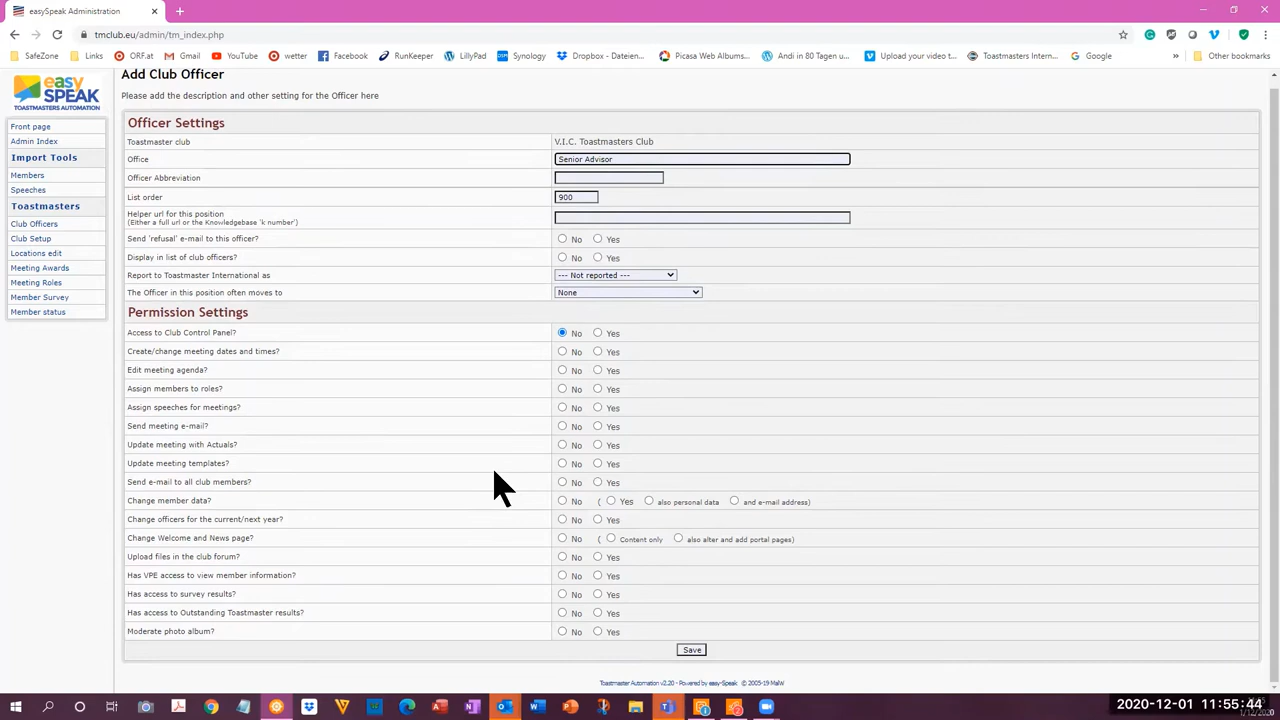 easySpeak Administration
tmclub.eu/admin/tm_index.php
SafeZone Links ORF.at Gmail YouTube wetter Facebook RunKeeper LillyPad Synology Dropbox - Dateien... Picasa Web Albums... Andi in 80 Tagen u... Upload your video t... Toastmasters Intern... Google » Other bookmarks
easy
SPEAK
TOASTMASTERS AUTOMATION
Front page
Admin Index
Import Tools
Members
Speeches
Toastmasters
Club Officers
Club Setup
Locations edit
Meeting Awards
Meeting Roles
Member Survey
Member status
Add Club Officer
Please add the description and other setting for the Officer here
Officer Settings
Toastmaster club V.I.C. Toastmasters Club
Office Senior Advisor
Officer Abbreviation
List order 900
Helper url for this position
(Either a full url or the Knowledgebase 'k number')
Send 'refusal' e-mail to this officer? No Yes
Display in list of club officers? No Yes
Report to Toastmaster International as --- Not reported ---
The Officer in this position often moves to None
Permission Settings
Access to Club Control Panel? No Yes
Create/change meeting dates and times? No Yes
Edit meeting agenda? No Yes
Assign members to roles? No Yes
Assign speeches for meetings? No Yes
Send meeting e-mail? No Yes
Update meeting with Actuals? No Yes
Update meeting templates? No Yes
Send e-mail to all club members? No Yes
Change member data? No ( Yes also personal data and e-mail address)
Change officers for the current/next year? No Yes
Change Welcome and News page? No ( Content only also alter and add portal pages)
Upload files in the club forum? No Yes
Has VPE access to view member information? No Yes
Has access to survey results? No Yes
Has access to Outstanding Toastmaster results? No Yes
Moderate photo album? No Yes
Save
Toastmaster Automation v2.20 - Powered by easy-Speak © 2005-19 MalW
2020-12-01 11:55:44